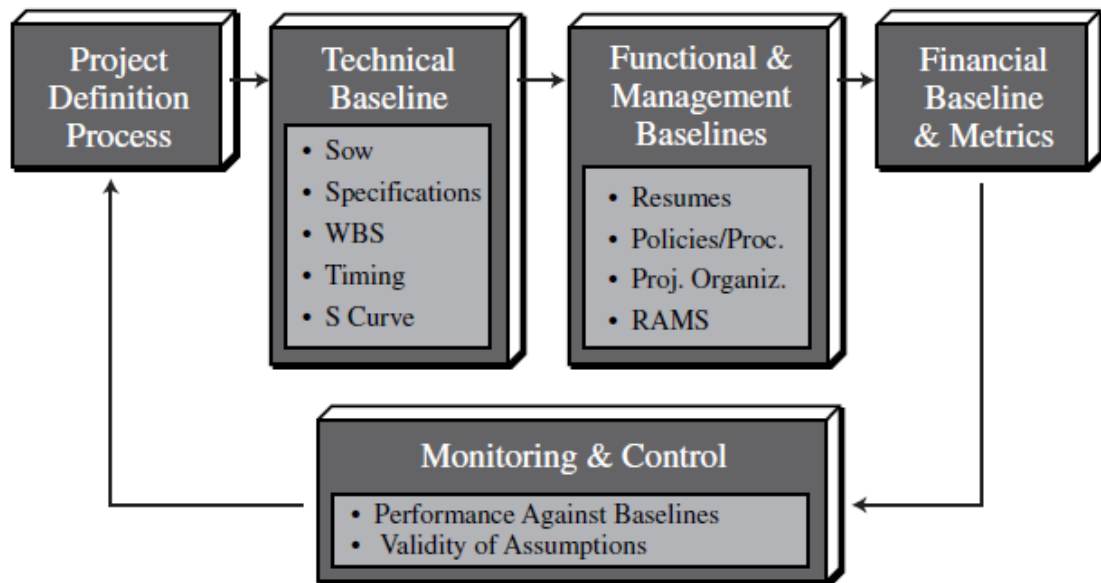 Project
Definition
Process
Technical
Baseline
• Sow
• Specifications
• WBS
• Timing
• S Curve
Functional &
Management
Baselines
• Resumes
• Policies/Proc.
• Proj. Organiz.
• RAMS
Financial
Baseline
& Metrics
Monitoring & Control
• Performance Against Baselines
• Validity of Assumptions